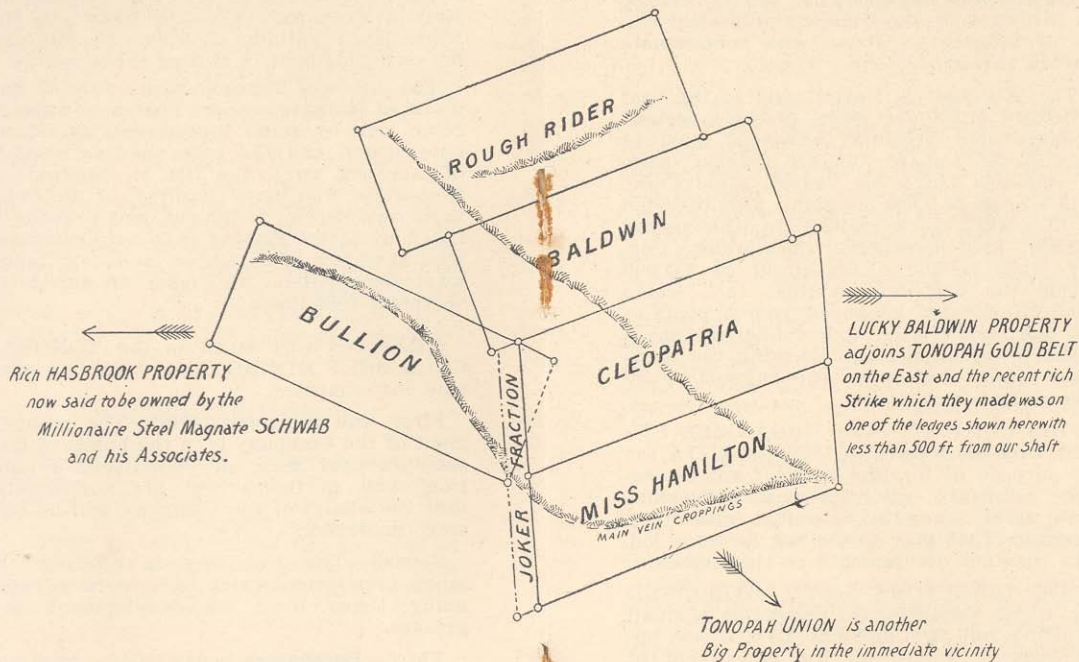 ROUGH RIDER
BALDWIN
BULLION
CLEOPATRIA
JOKER FRACTION
MISS HAMILTON
MAIN VEIN CROPPINGS
Rich HASBROOK PROPERTY
now said to be owned by the
Millionaire Steel Magnate SCHWAB
and his Associates.
LUCKY BALDWIN PROPERTY
adjoins TONOPAH GOLD BELT
on the East and the recent rich
Strike which they made was on
one of the ledges shown herewith
less than 500 ft. from our shaft
TONOPAH UNION is another
Big Property in the immediate vicinity